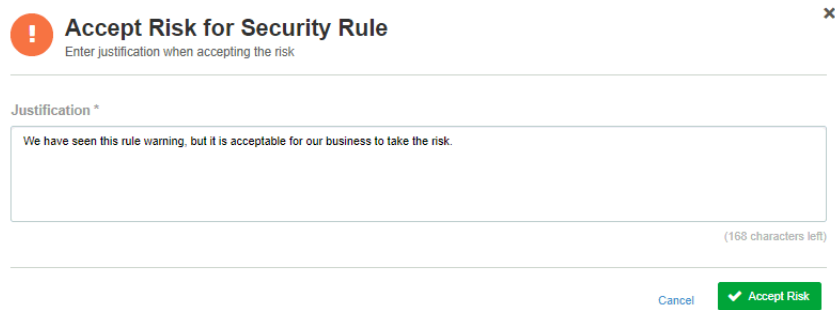 Accept Risk for Security Rule
Enter justification when accepting the risk
Justification *
We have seen this rule warning, but it is acceptable for our business to take the risk.
(168 characters left)
Cancel
Accept Risk